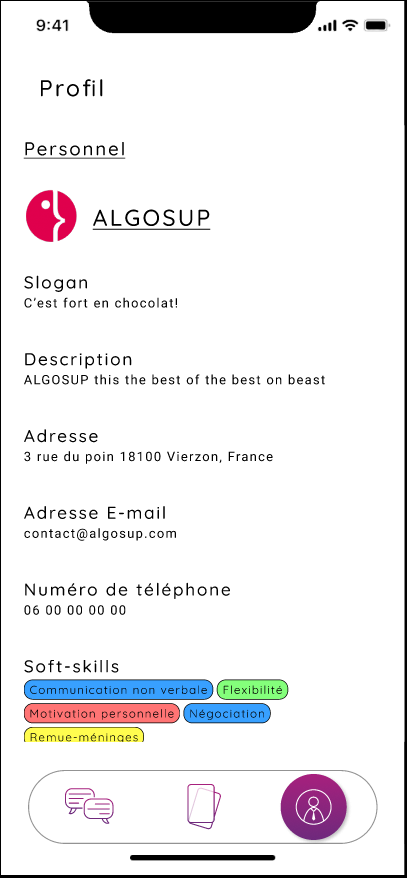 9:41
Profil
Personnel
ALGOSUP
Slogan
C'est fort en chocolat!
Description
ALGOSUP this the best of the best on beast
Adresse
3 rue du poin 18100 Vierzon, France
Adresse E-mail
contact@algosup.com
Numéro de téléphone
06 00 00 00 00
Soft-skills
Communication non verbale Flexibilité
Motivation personnelle Négociation
Remue-méninges